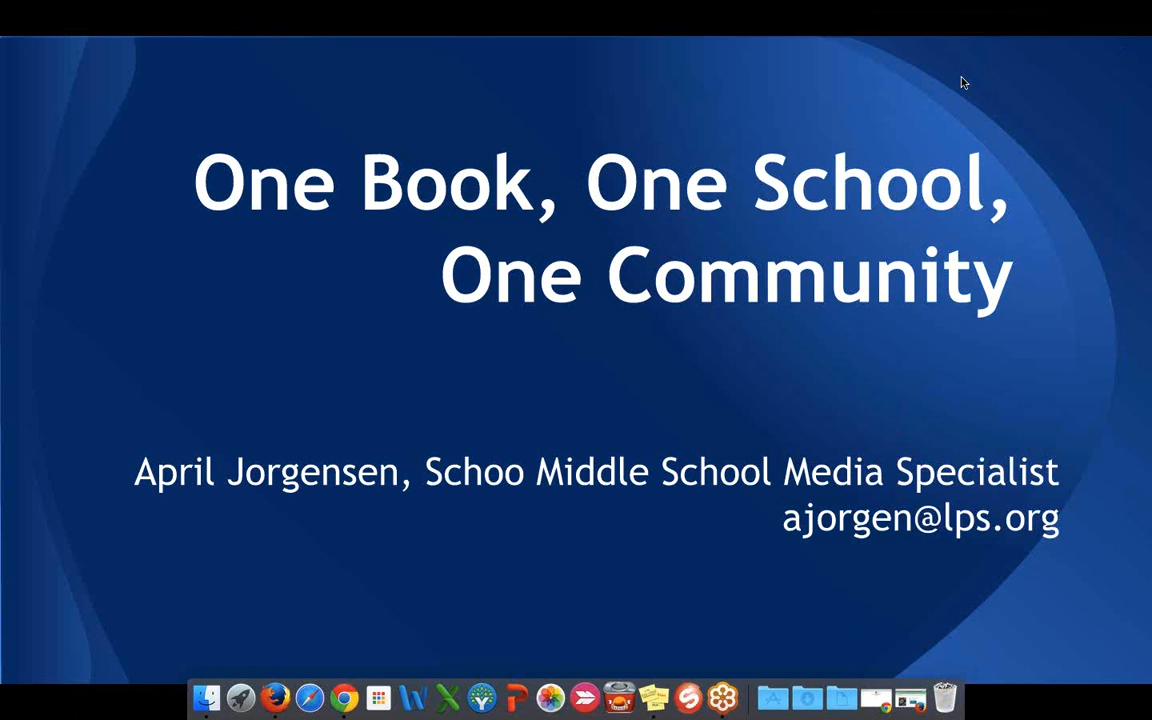 One Book, One School,
One Community
April Jorgensen, Schoo Middle School Media Specialist
ajorgen@lps.org